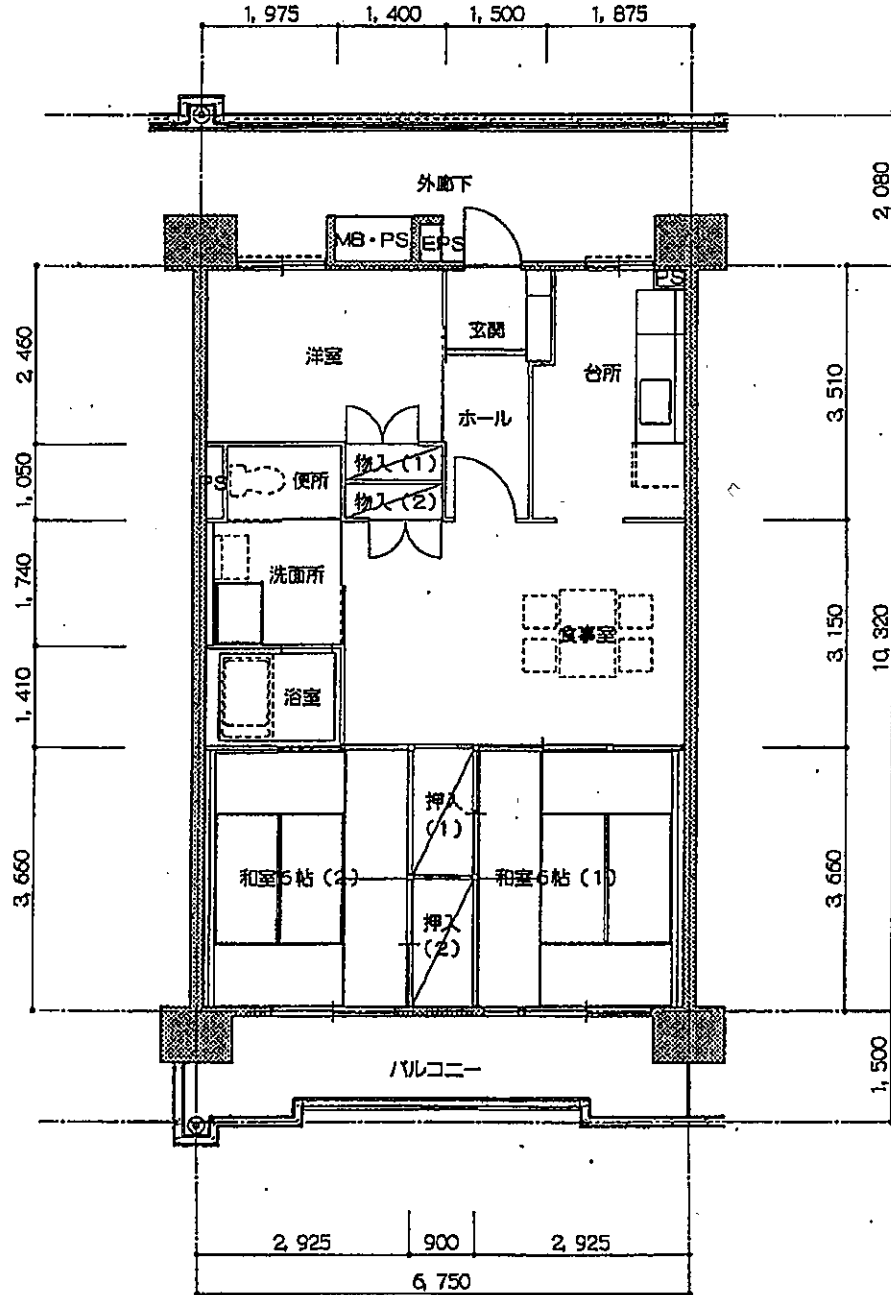 1,975 1,400 1,500 1,875
2,080
外廊下
MB・PS EPS
PS
玄関
洋室
台所
2,460
3,510
ホール
物入(1)
PS 便所
1,050
物入(2)
洗面所
1,740
食事室
3,150
10,320
浴室
1,410
押入
(1)
和室6帖(2) 和室6帖(1)
3,660
3,660
押入
(2)
バルコニー
1,500
2,925 900 2,925
6,750